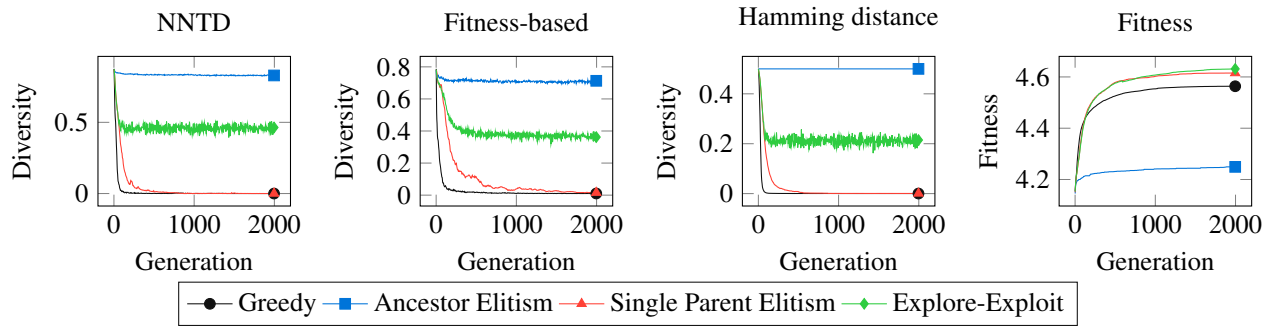 NNTD Fitness-based Hamming distance Fitness
Diversity
0
0.5
0 1000 2000
Generation
Diversity
0
0.2
0.4
0.6
0.8
0 1000 2000
Generation
Diversity
0
0.2
0.4
0 1000 2000
Generation
Fitness
4.2
4.4
4.6
0 1000 2000
Generation
Greedy Ancestor Elitism Single Parent Elitism Explore-Exploit